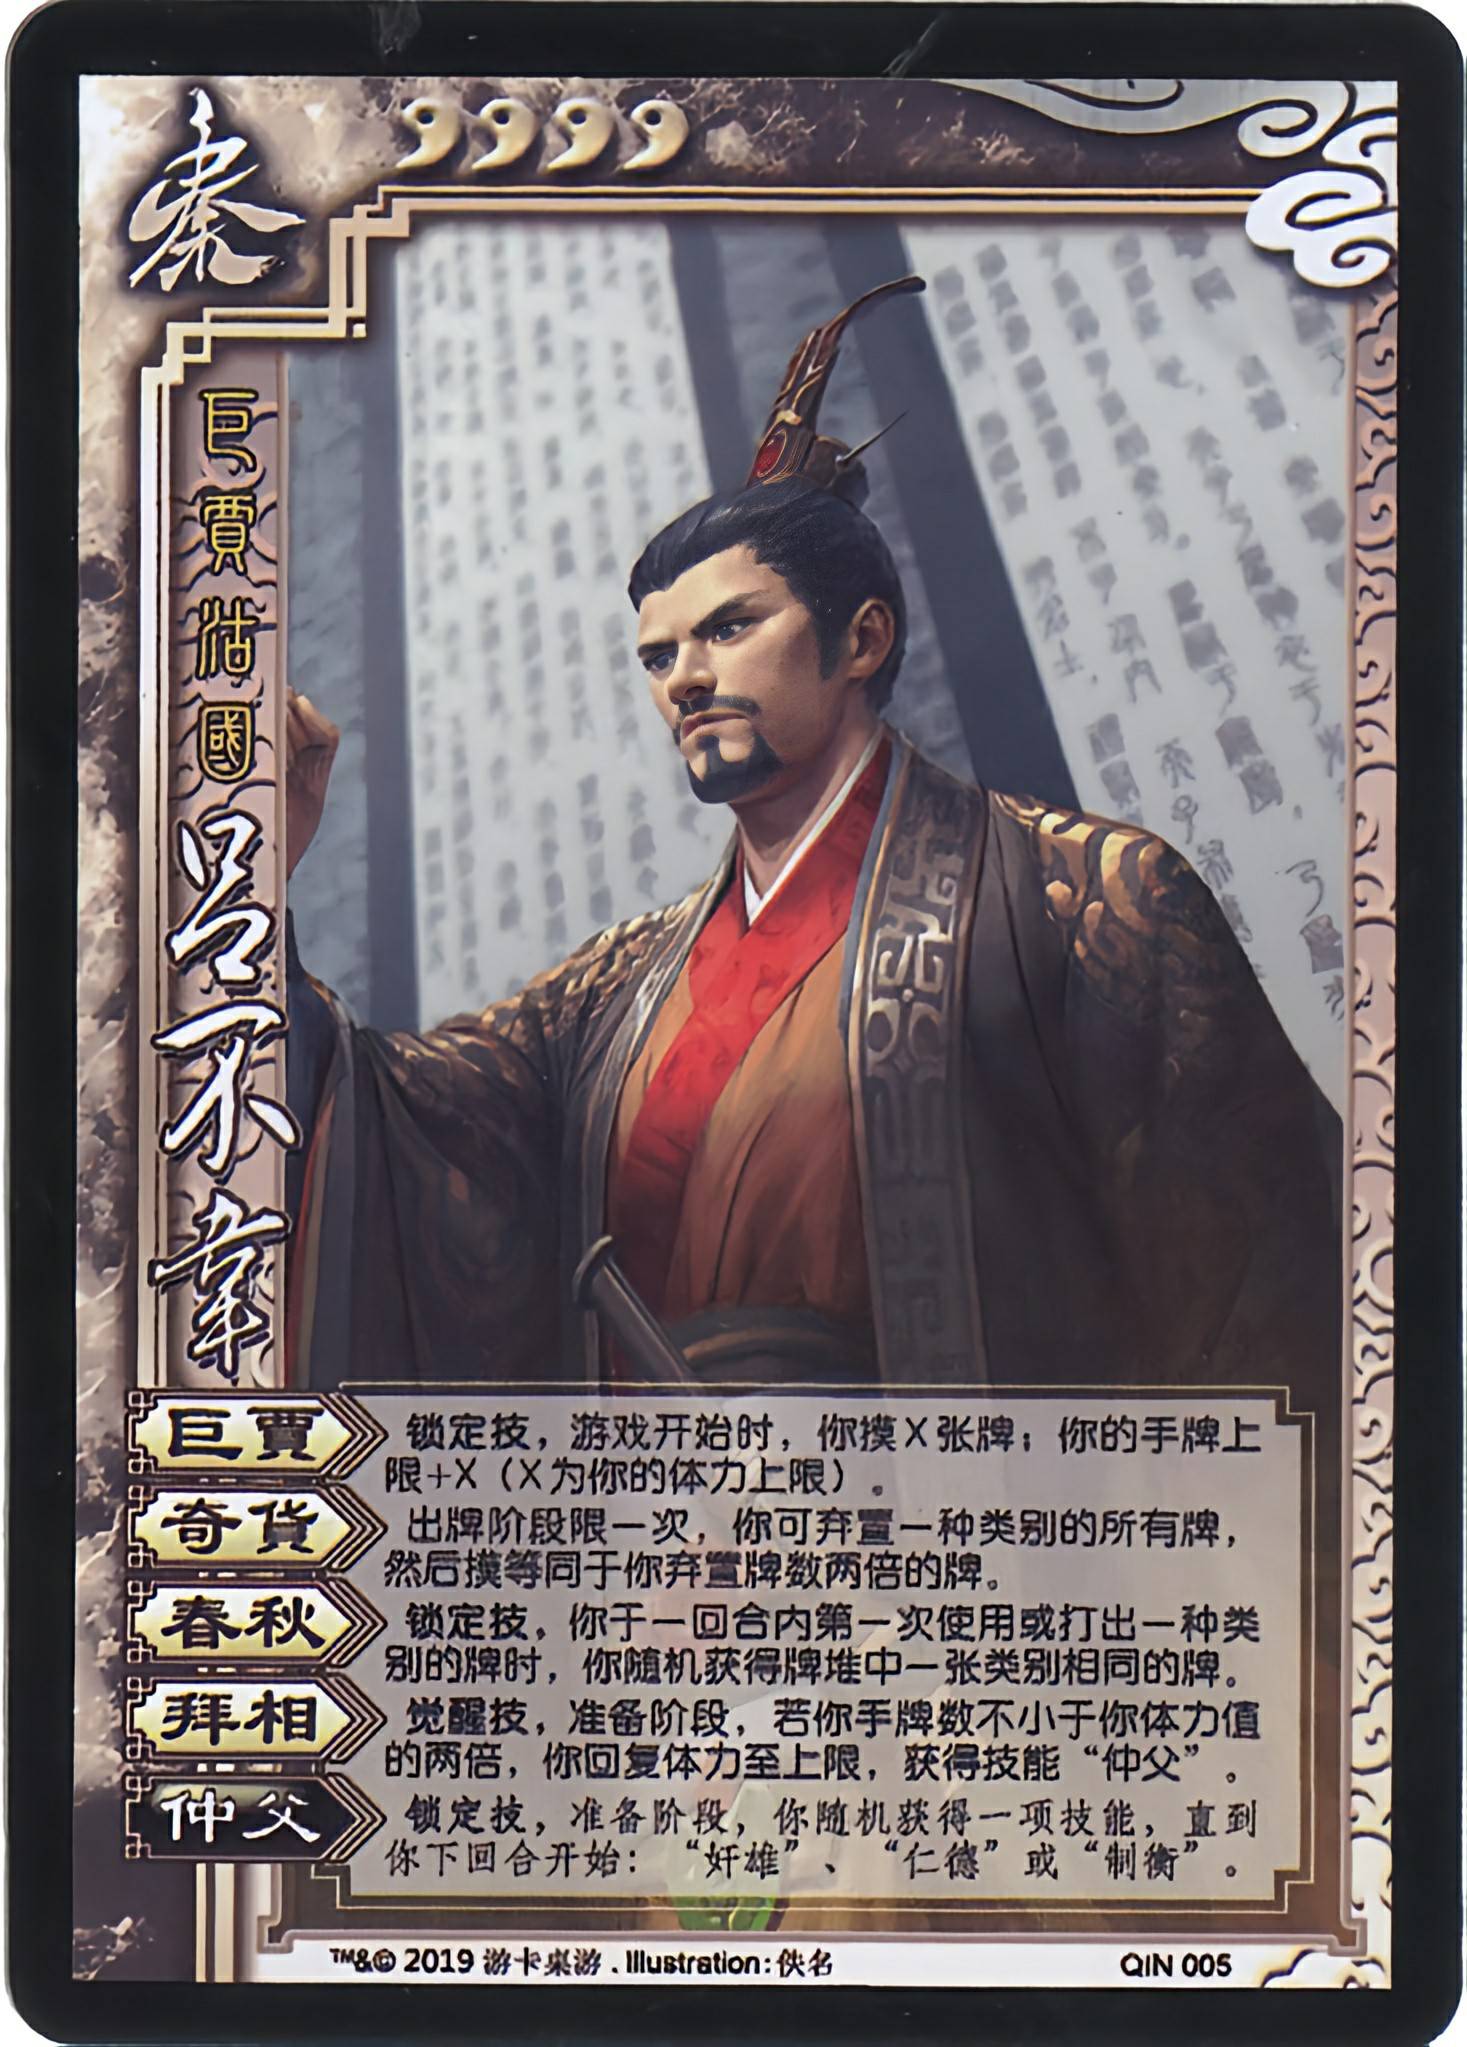 秦
巨賈沽國
呂不韋
巨賈
锁定技，游戏开始时，你摸X张牌；你的手牌上
限+X（X为你的体力上限）。
奇貨
出牌阶段限一次，你可弃置一种类别的所有牌，
然后摸等同于你弃置牌数两倍的牌。
春秋
锁定技，你于一回合内第一次使用或打出一种类
别的牌时，你随机获得牌堆中一张类别相同的牌。
拜相
觉醒技，准备阶段，若你手牌数不小于你体力值
的两倍，你回复体力至上限，获得技能“仲父”。
仲父
锁定技，准备阶段，你随机获得一项技能，直到
你下回合开始：“奸雄”、“仁德”或“制衡”。
™&© 2019 游卡桌游 . Illustration:佚名
QIN 005